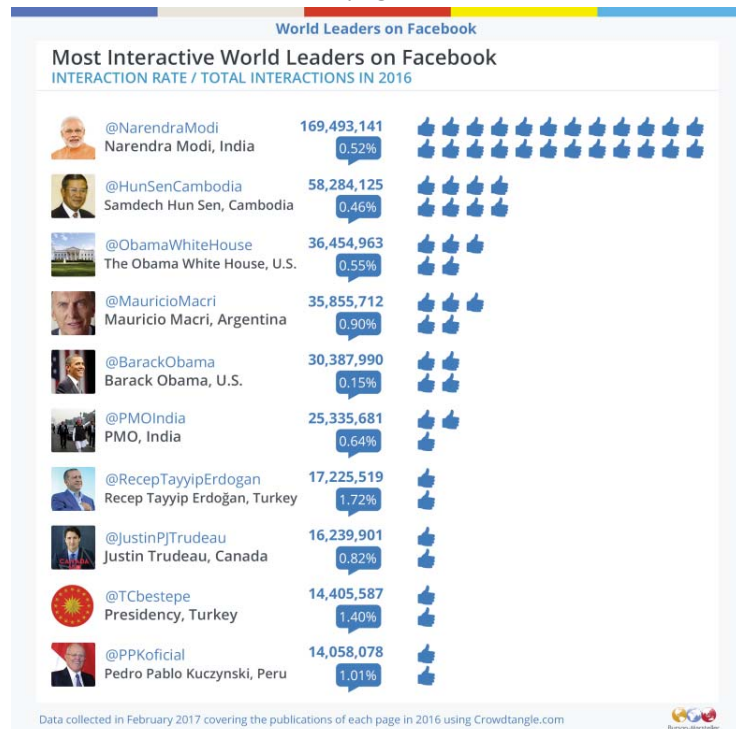 World Leaders on Facebook
Most Interactive World Leaders on Facebook
INTERACTION RATE / TOTAL INTERACTIONS IN 2016
@NarendraModi 169,493,141
Narendra Modi, India 0.52%
@HunSenCambodia 58,284,125
Samdech Hun Sen, Cambodia 0.46%
@ObamaWhiteHouse 36,454,963
The Obama White House, U.S. 0.55%
@MauricioMacri 35,855,712
Mauricio Macri, Argentina 0.90%
@BarackObama 30,387,990
Barack Obama, U.S. 0.15%
@PMOIndia 25,335,681
PMO, India 0.64%
@RecepTayyipErdogan 17,225,519
Recep Tayyip Erdoğan, Turkey 1.72%
@JustinPJTrudeau 16,239,901
Justin Trudeau, Canada 0.82%
@TCbestepe 14,405,587
Presidency, Turkey 1.40%
@PPKoficial 14,058,078
Pedro Pablo Kuczynski, Peru 1.01%
Data collected in February 2017 covering the publications of each page in 2016 using Crowdtangle.com